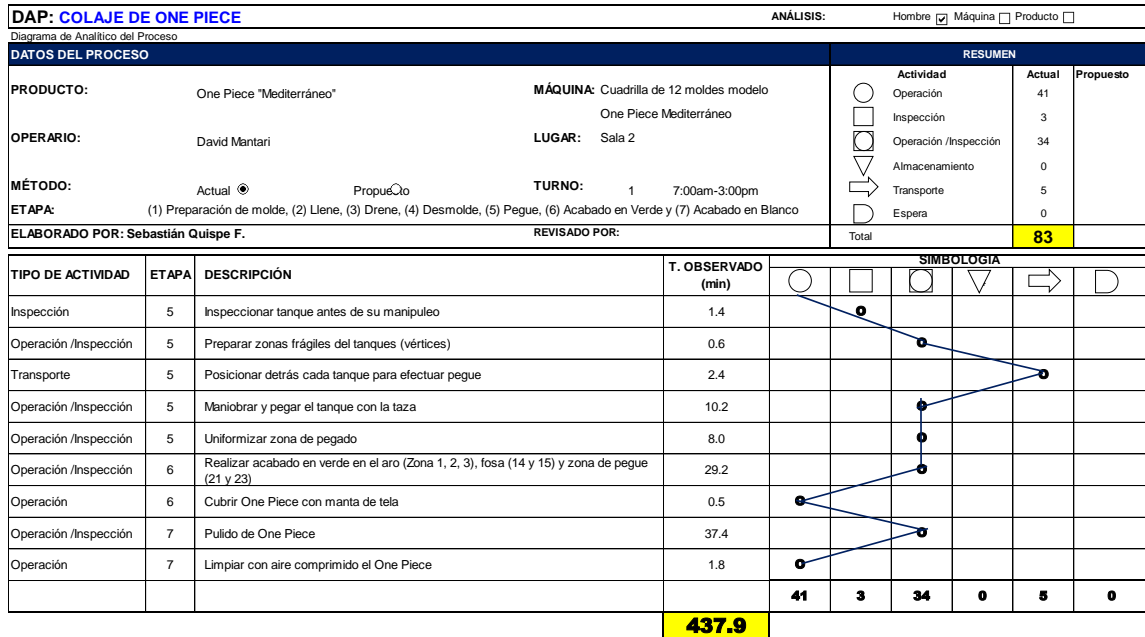 DAP: COLAJE DE ONE PIECE ANÁLISIS: Hombre Máquina Producto
Diagrama de Analítico del Proceso
DATOS DEL PROCESO RESUMEN
Actividad Actual Propuesto
PRODUCTO: One Piece "Mediterráneo" MÁQUINA: Cuadrilla de 12 moldes modelo Operación 41
One Piece Mediterráneo Inspección 3
OPERARIO: David Mantari LUGAR: Sala 2 Operación /Inspección 34
Almacenamiento 0
MÉTODO: Actual Propuesto TURNO: 1 7:00am-3:00pm Transporte 5
ETAPA: (1) Preparación de molde, (2) Llene, (3) Drene, (4) Desmolde, (5) Pegue, (6) Acabado en Verde y (7) Acabado en Blanco Espera 0
ELABORADO POR: Sebastián Quispe F. REVISADO POR: Total 83
TIPO DE ACTIVIDAD ETAPA DESCRIPCIÓN T. OBSERVADO (min) SIMBOLOGÍA
Inspección 5 Inspeccionar tanque antes de su manipuleo 1.4
Operación /Inspección 5 Preparar zonas frágiles del tanques (vértices) 0.6
Transporte 5 Posicionar detrás cada tanque para efectuar pegue 2.4
Operación /Inspección 5 Maniobrar y pegar el tanque con la taza 10.2
Operación /Inspección 5 Uniformizar zona de pegado 8.0
Operación /Inspección 6 Realizar acabado en verde en el aro (Zona 1, 2, 3), fosa (14 y 15) y zona de pegue (21 y 23) 29.2
Operación 6 Cubrir One Piece con manta de tela 0.5
Operación /Inspección 7 Pulido de One Piece 37.4
Operación 7 Limpiar con aire comprimido el One Piece 1.8
41 3 34 0 5 0
437.9